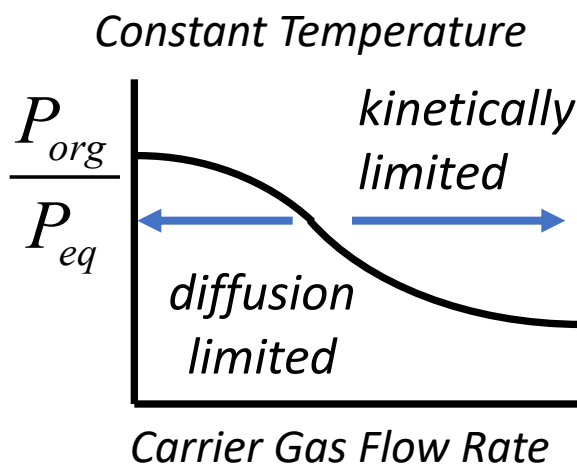 Constant Temperature
P_org
P_eq
kinetically
limited
diffusion
limited
Carrier Gas Flow Rate